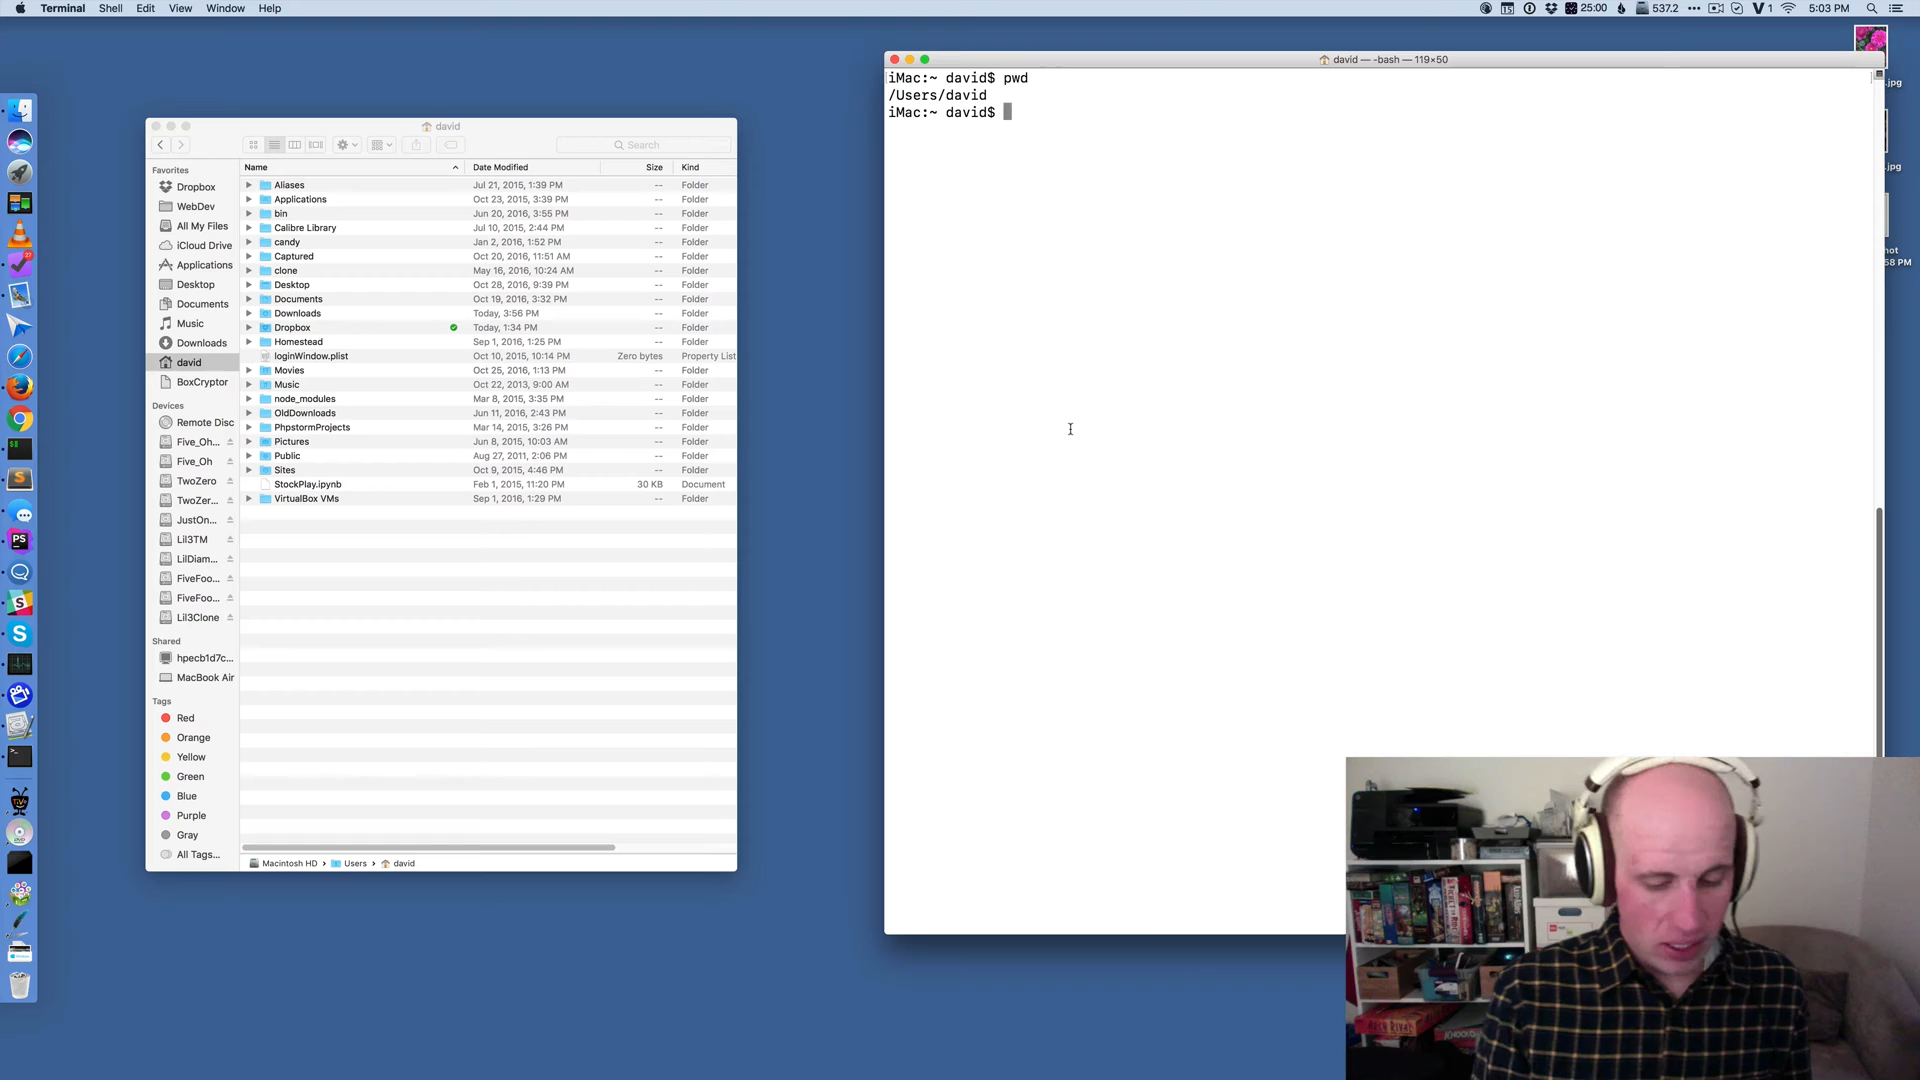 Terminal Shell Edit View Window Help
25:00 537.2 V 1 5:03 PM
david
Search
Favorites
Dropbox
WebDev
All My Files
iCloud Drive
Applications
Desktop
Documents
Music
Downloads
david
BoxCryptor
Devices
Remote Disc
Five_Oh...
Five_Oh
TwoZero
TwoZer...
JustOn...
Lil3TM
LilDiam...
FiveFoo...
FiveFoo...
Lil3Clone
Shared
hpecb1d7c...
MacBook Air
Tags
Red
Orange
Yellow
Green
Blue
Purple
Gray
All Tags...
Name Date Modified Size Kind
Aliases Jul 21, 2015, 1:39 PM -- Folder
Applications Oct 23, 2015, 3:39 PM -- Folder
bin Jun 20, 2016, 3:55 PM -- Folder
Calibre Library Jul 10, 2015, 2:44 PM -- Folder
candy Jan 2, 2016, 1:52 PM -- Folder
Captured Oct 20, 2016, 11:51 AM -- Folder
clone May 16, 2016, 10:24 AM -- Folder
Desktop Oct 28, 2016, 9:39 PM -- Folder
Documents Oct 19, 2016, 3:32 PM -- Folder
Downloads Today, 3:56 PM -- Folder
Dropbox Today, 1:34 PM -- Folder
Homestead Sep 1, 2016, 1:25 PM -- Folder
loginWindow.plist Oct 10, 2015, 10:14 PM Zero bytes Property List
Movies Oct 25, 2016, 1:13 PM -- Folder
Music Oct 22, 2013, 9:00 AM -- Folder
node_modules Mar 8, 2015, 3:35 PM -- Folder
OldDownloads Jun 11, 2016, 2:43 PM -- Folder
PhpstormProjects Mar 14, 2015, 3:26 PM -- Folder
Pictures Jun 8, 2015, 10:03 AM -- Folder
Public Aug 27, 2011, 2:06 PM -- Folder
Sites Oct 9, 2015, 4:46 PM -- Folder
StockPlay.ipynb Feb 1, 2015, 11:20 PM 30 KB Document
VirtualBox VMs Sep 1, 2016, 1:29 PM -- Folder
Macintosh HD › Users › david
david — -bash — 119×50
iMac:~ david$ pwd
/Users/david
iMac:~ david$
.jpg
.jpg
58 PM